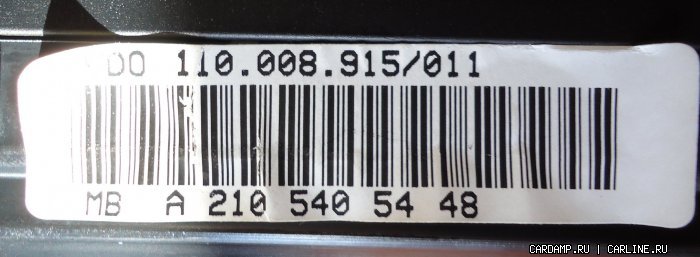 DO 110.008.915/011
MB A 210 540 54 48
CARDAMP.RU | CARLINE.RU